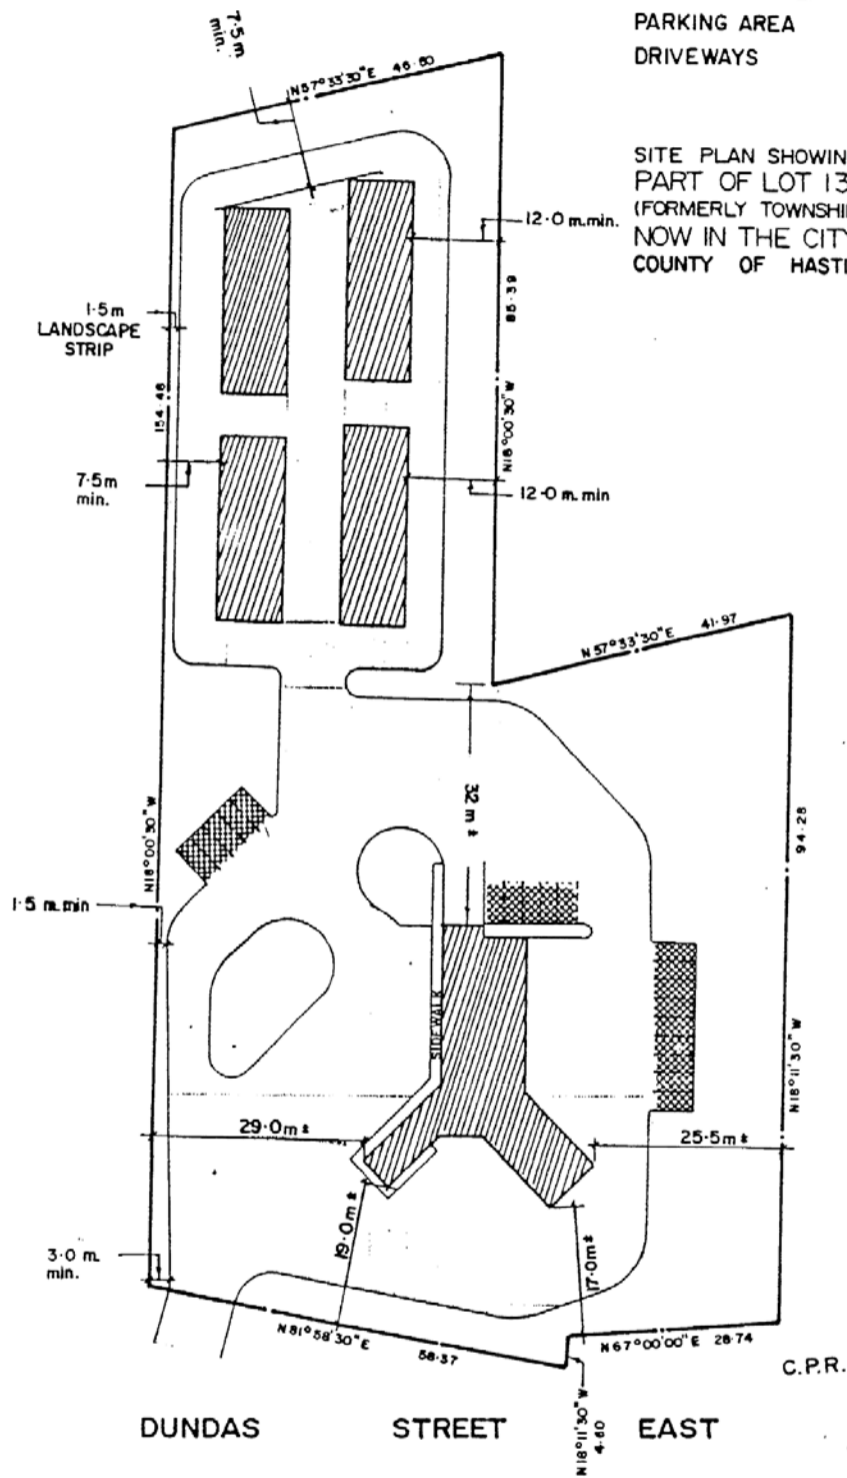 PARKING AREA
DRIVEWAYS
SITE PLAN SHOWIN
PART OF LOT 13
(FORMERLY TOWNSHI
NOW IN THE CITY
COUNTY OF HAST
7.5 m.
min.
N57°33'30"E 46.60
12.0 m.min.
1.5m
LANDSCAPE
STRIP
85.39
154.48
N18°00'30"W
7.5m
min.
12.0 m.min
N57°33'30"E 41.97
32 m±
94.28
N18°00'30"W
1.5 m.min
SIDEWALK
N18°11'30"W
29.0m±
25.5m±
19.0m±
17.0m±
3.0 m.
min.
N81°58'30"E 58.37
N67°00'00"E 28.74
C.P.R.
N18°11'30"W
4.60
DUNDAS STREET EAST